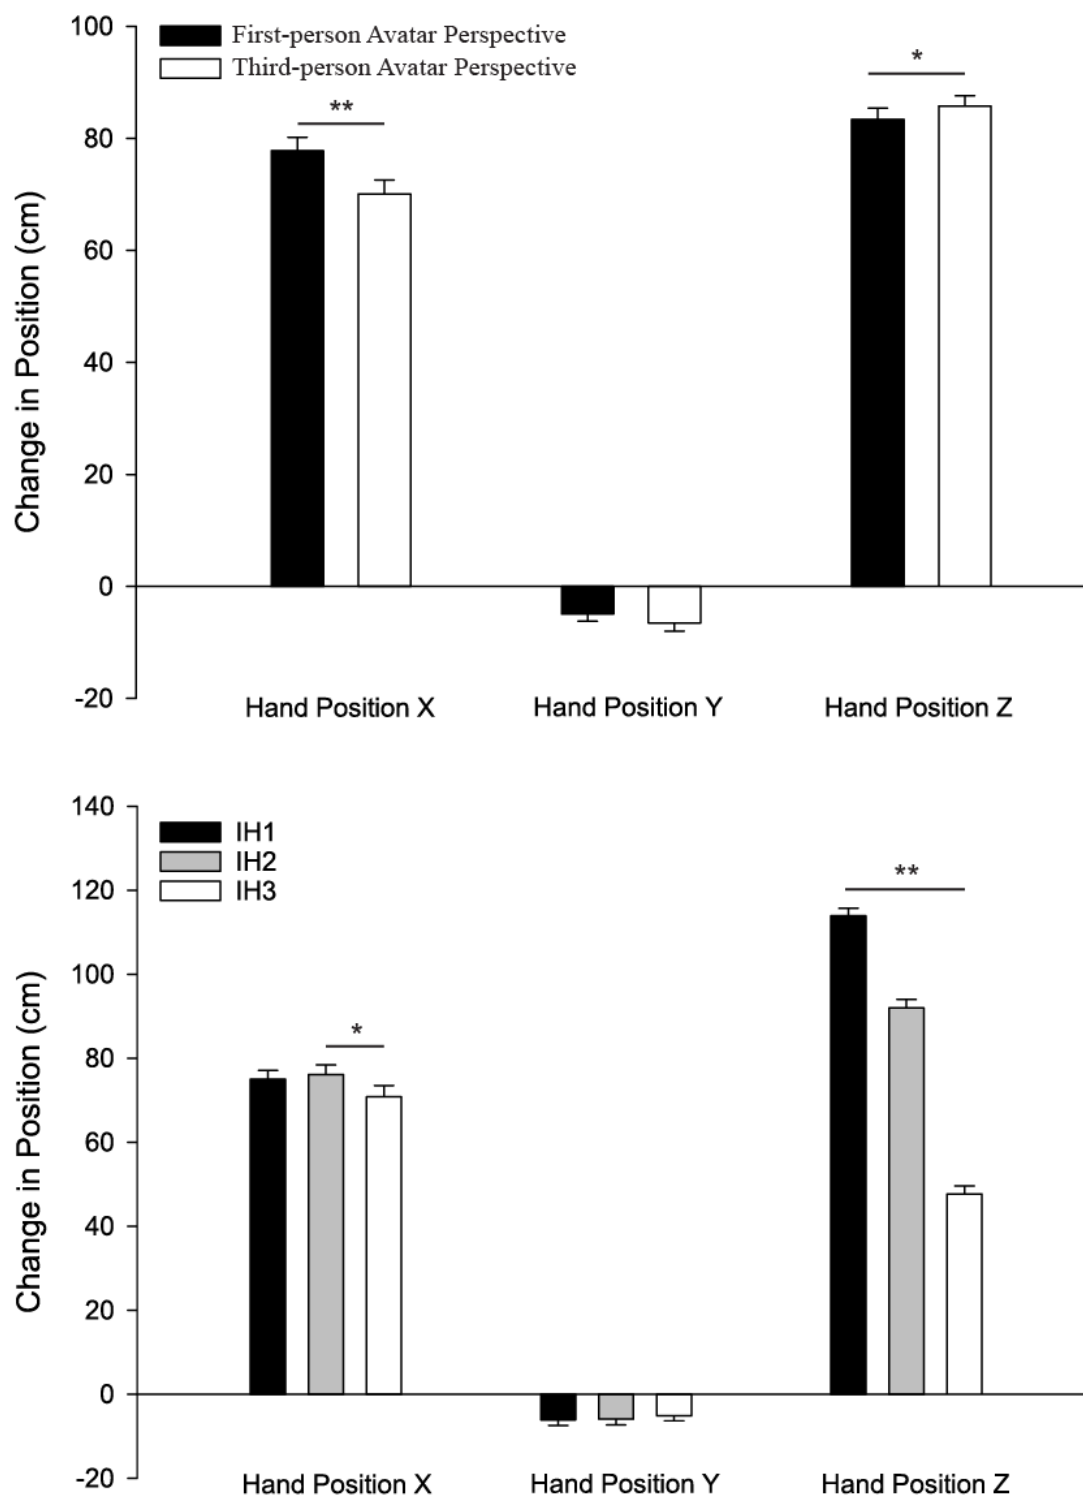 100
80
60
40
20
0
-20
Change in Position (cm)
First-person Avatar Perspective
Third-person Avatar Perspective
**
*
Hand Position X Hand Position Y Hand Position Z
140
120
100
80
60
40
20
0
-20
Change in Position (cm)
IH1
IH2
IH3
*
**
Hand Position X Hand Position Y Hand Position Z